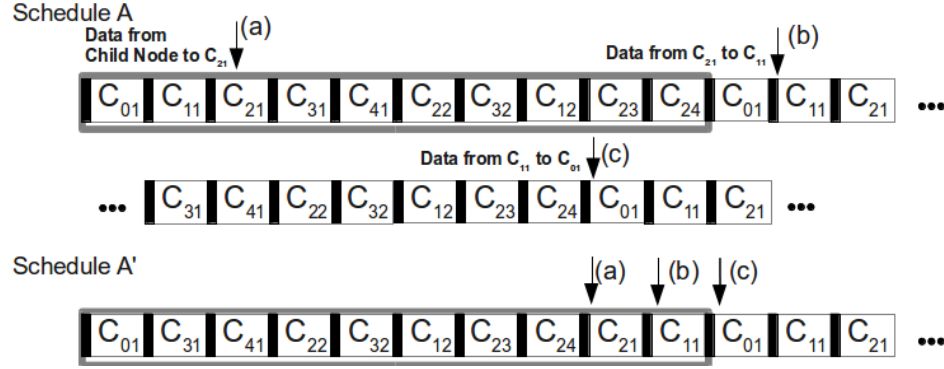 Schedule A
Data from
Child Node to C₂₁ (a) Data from C₂₁ to C₁₁ (b)
C₀₁ C₁₁ C₂₁ C₃₁ C₄₁ C₂₂ C₃₂ C₁₂ C₂₃ C₂₄ C₀₁ C₁₁ C₂₁ •••
Data from C₁₁ to C₀₁ (c)
••• C₃₁ C₄₁ C₂₂ C₃₂ C₁₂ C₂₃ C₂₄ C₀₁ C₁₁ C₂₁ •••
Schedule A'
(a) (b) (c)
C₀₁ C₃₁ C₄₁ C₂₂ C₃₂ C₁₂ C₂₃ C₂₄ C₂₁ C₁₁ C₀₁ C₁₁ C₂₁ •••